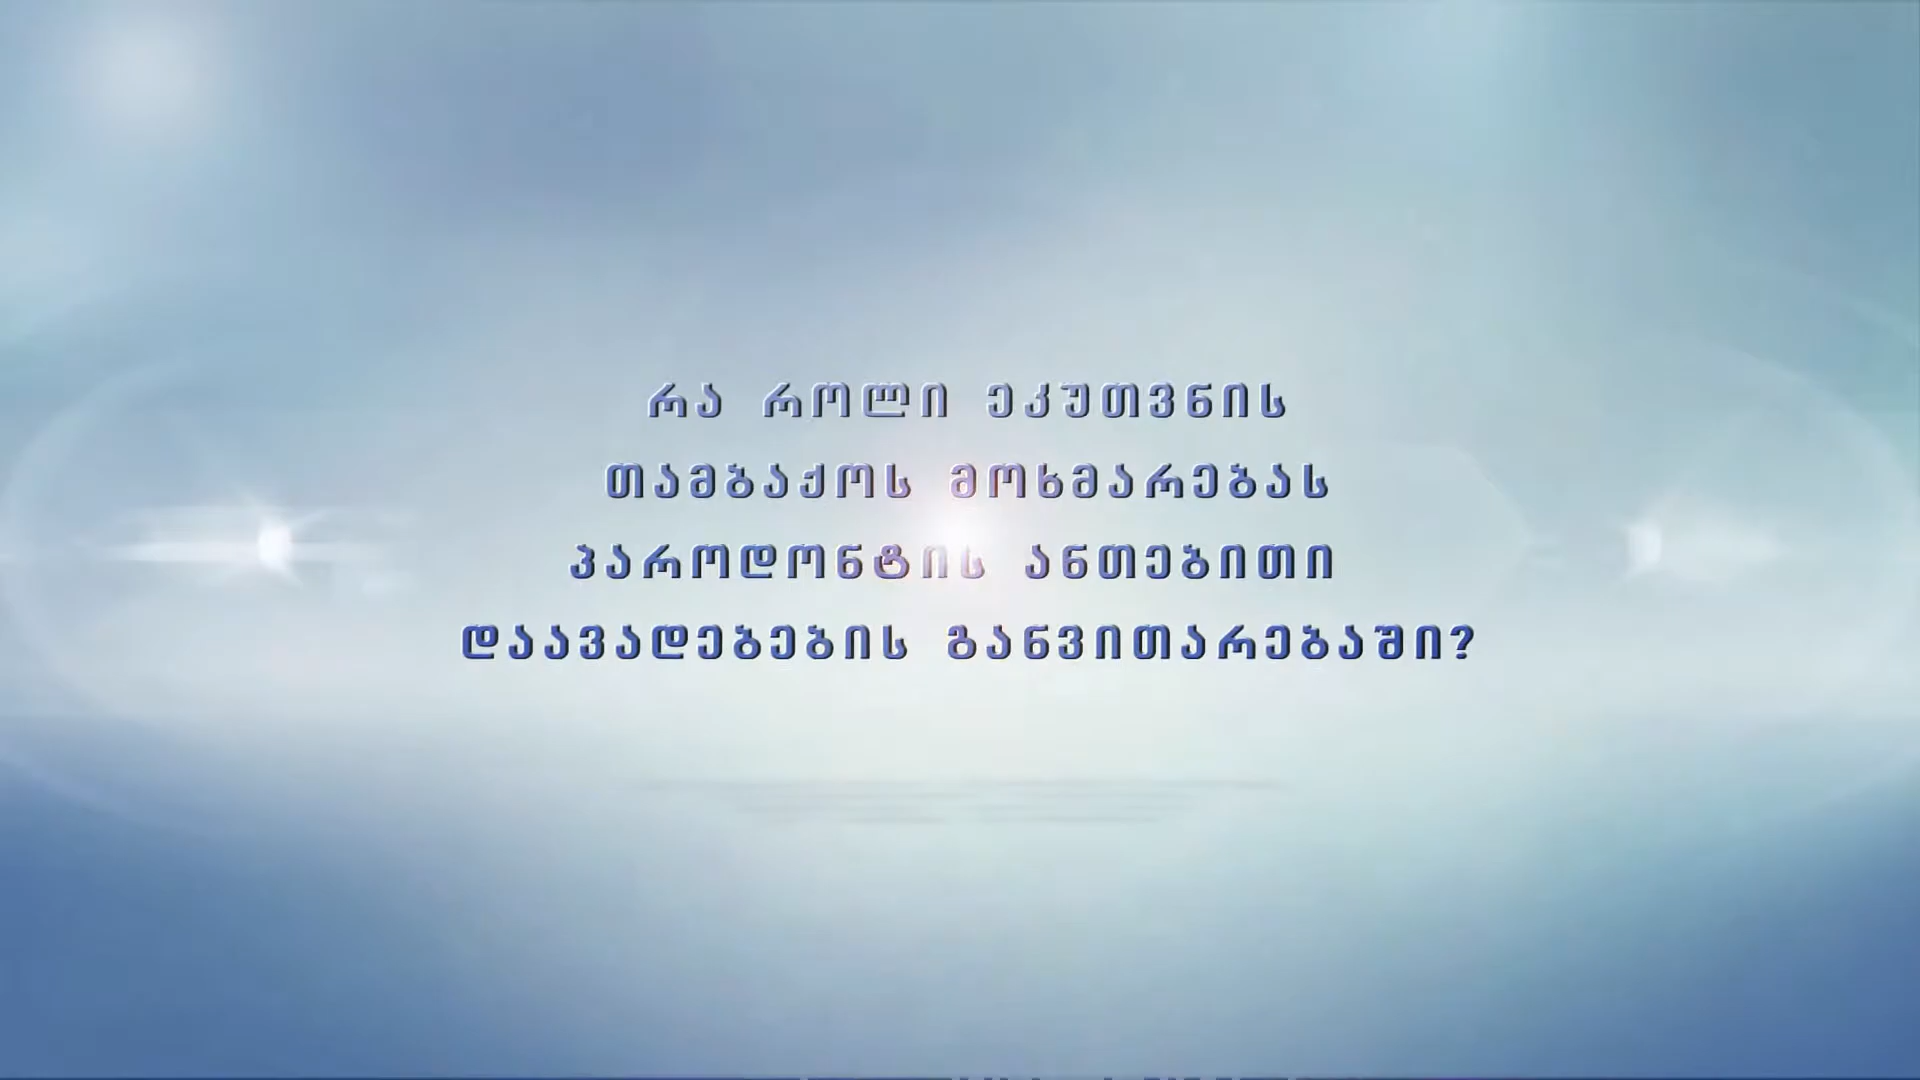 რა როლი ეკუთვნის
თამბაქოს მოხმარებას
პაროდონტის ანთებითი
დაავადებების განვითარებაში?